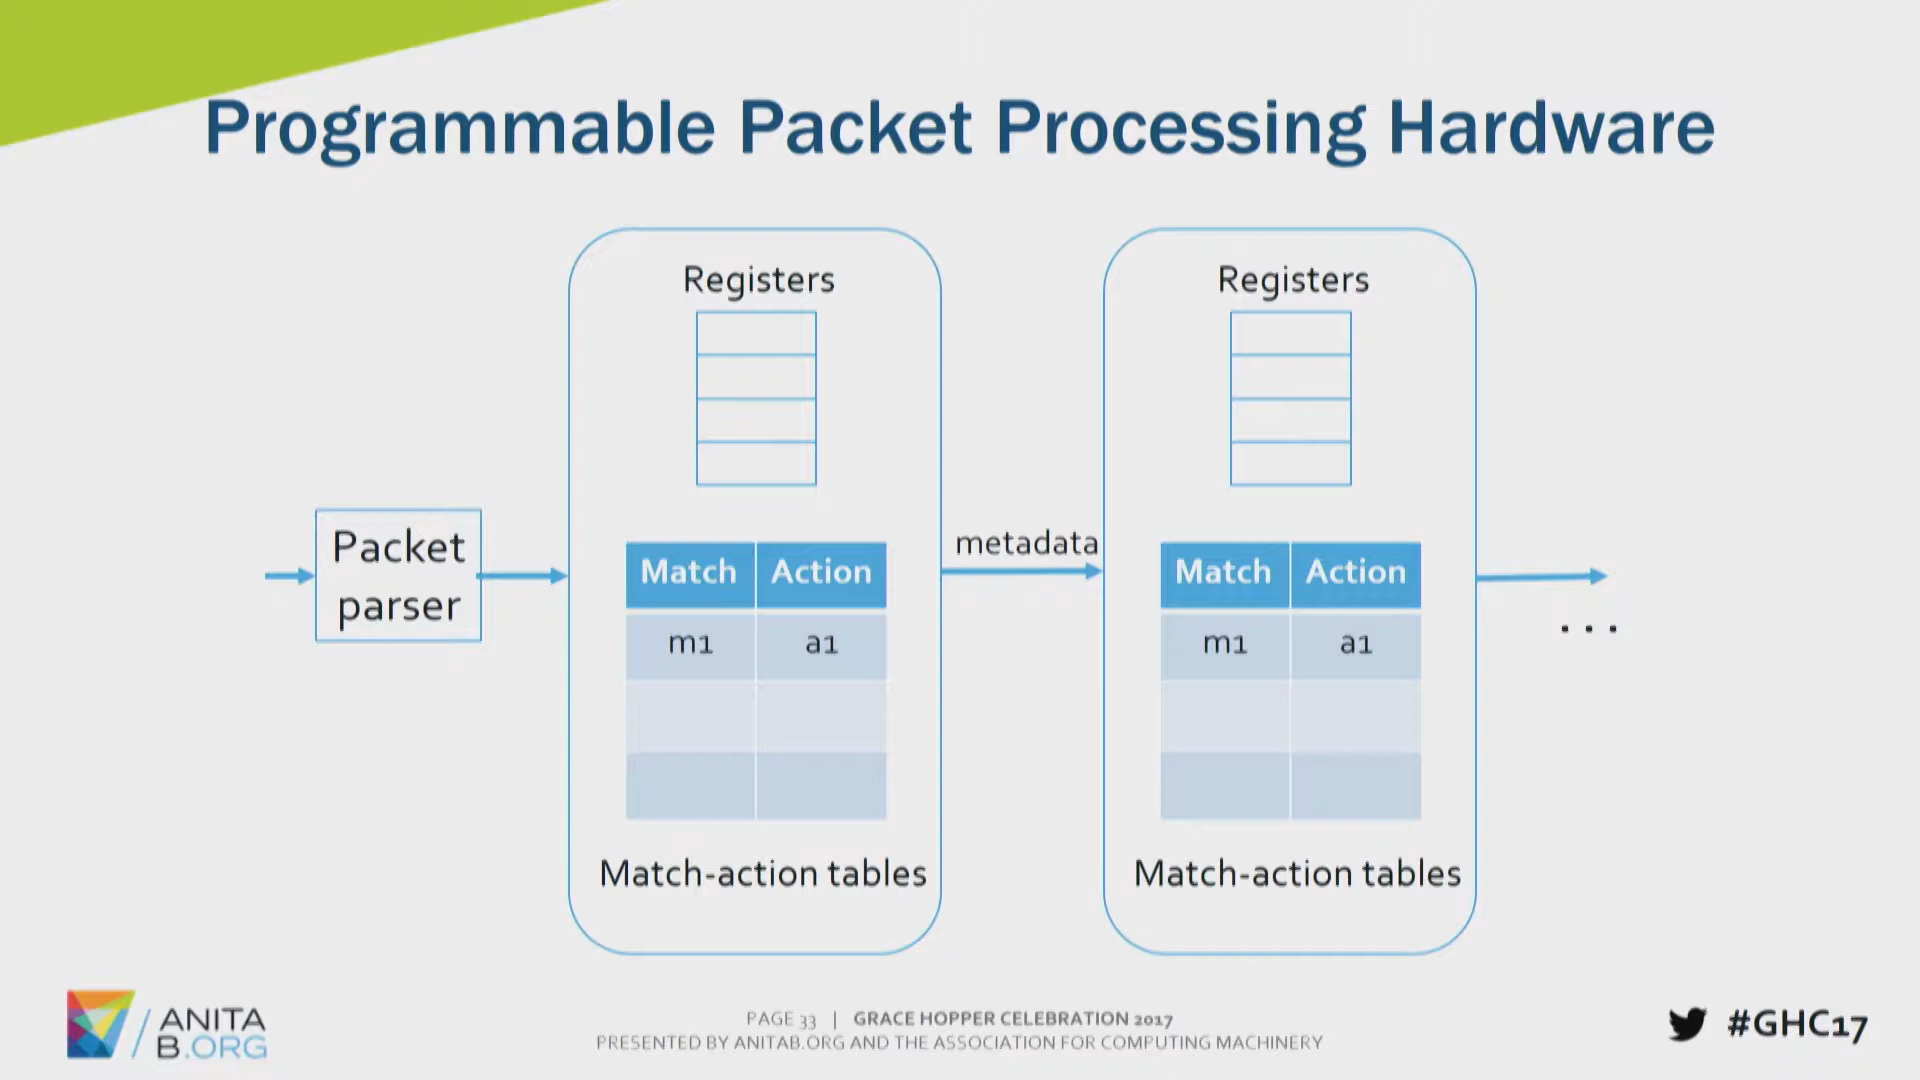 Programmable Packet Processing Hardware
Registers
Registers
Packet
parser
metadata
Match Action
m1 a1
Match Action
m1 a1
...
Match-action tables
Match-action tables
ANITA
B.ORG
PAGE 33 | GRACE HOPPER CELEBRATION 2017
PRESENTED BY ANITAB.ORG AND THE ASSOCIATION FOR COMPUTING MACHINERY
#GHC17